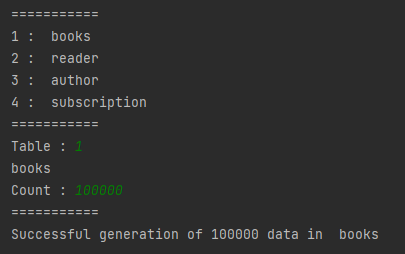 ===========
1 :  books
2 :  reader
3 :  author
4 :  subscription
===========
Table : 1
books
Count : 100000
===========
Successful generation of 100000 data in  books